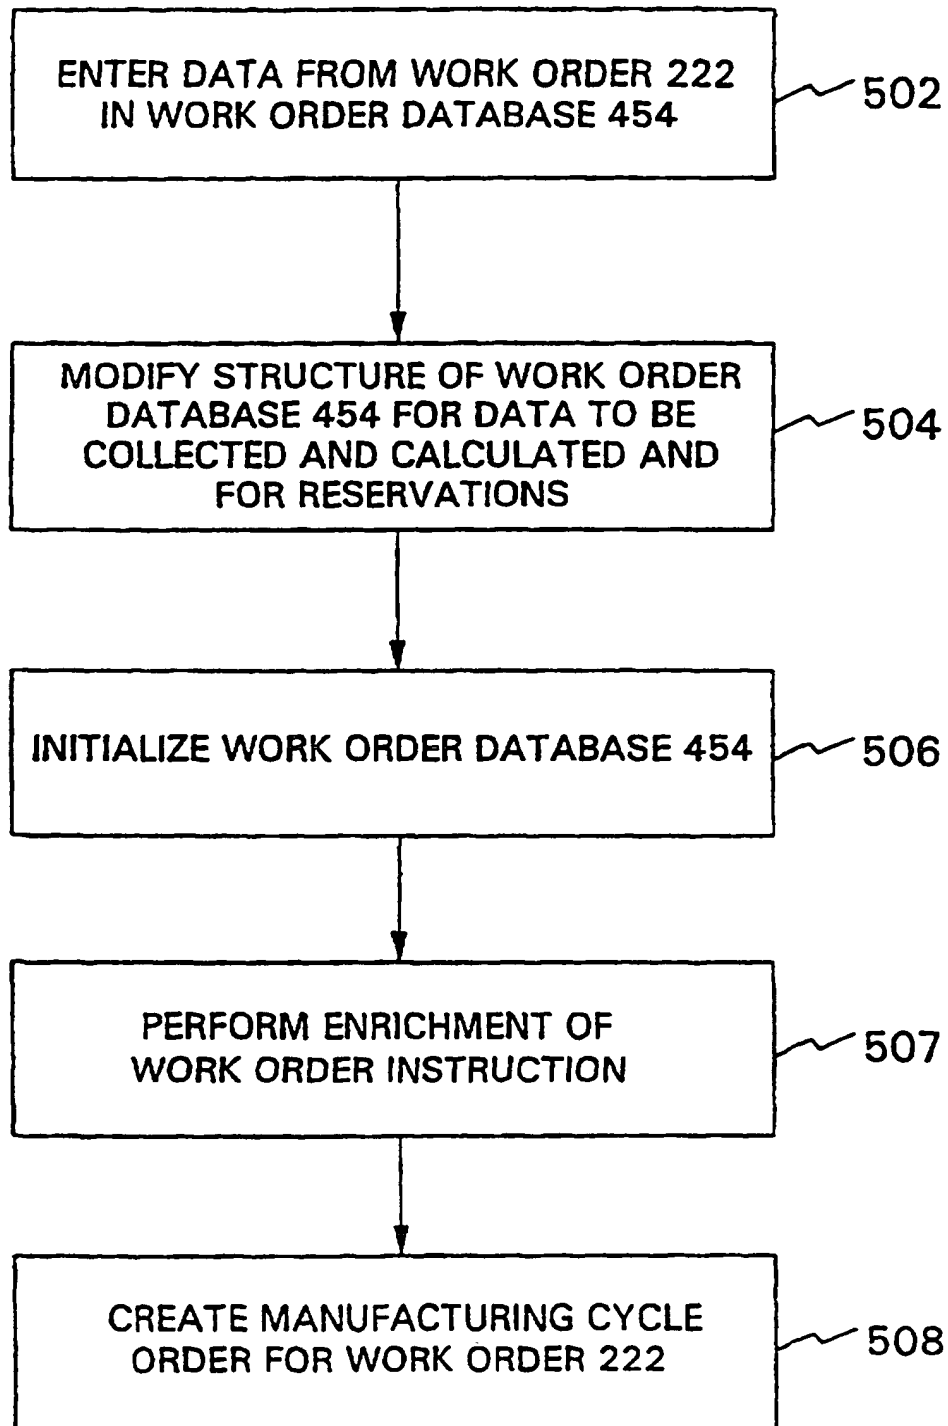 ENTER DATA FROM WORK ORDER 222
IN WORK ORDER DATABASE 454
502
MODIFY STRUCTURE OF WORK ORDER
DATABASE 454 FOR DATA TO BE
COLLECTED AND CALCULATED AND
FOR RESERVATIONS
504
INITIALIZE WORK ORDER DATABASE 454
506
PERFORM ENRICHMENT OF
WORK ORDER INSTRUCTION
507
CREATE MANUFACTURING CYCLE
ORDER FOR WORK ORDER 222
508